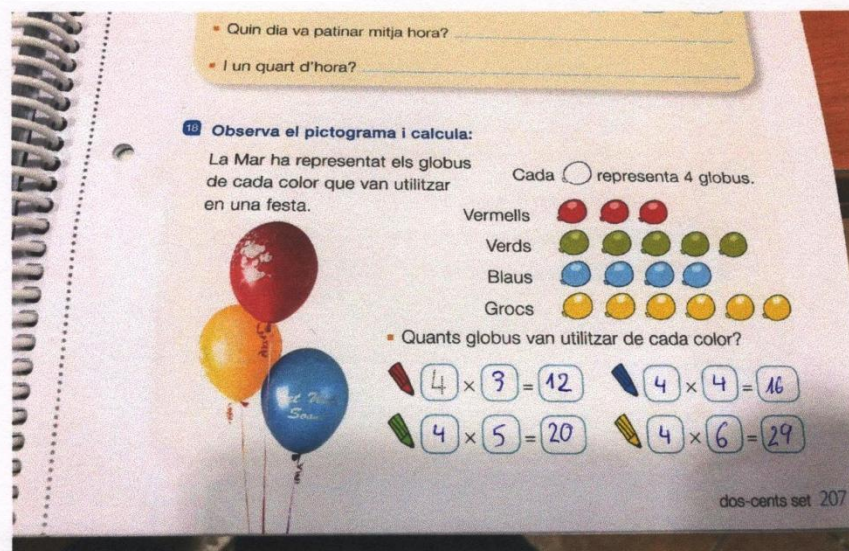 Quin dia va patinar mitja hora?
I un quart d'hora?
18 Observa el pictograma i calcula:
La Mar ha representat els globus
de cada color que van utilitzar
en una festa.
Cada representa 4 globus.
Vermells
Verds
Blaus
Grocs
Quants globus van utilitzar de cada color?
4 × 3 = 12
4 × 4 = 16
4 × 5 = 20
4 × 6 = 29
dos-cents set 207